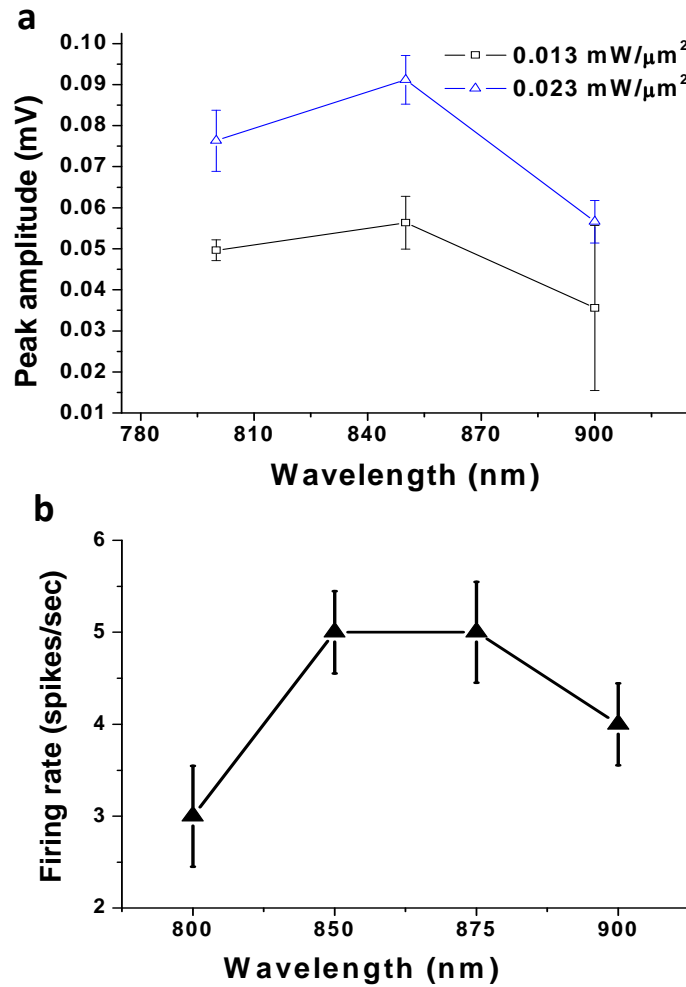 a
0.10
0.09
0.08
0.07
0.06
0.05
0.04
0.03
0.02
0.01
Peak amplitude (mV)
0.013 mW/μm²
0.023 mW/μm²
780 810 840 870 900
Wavelength (nm)
b
6
5
4
3
2
Firing rate (spikes/sec)
800 850 875 900
Wavelength (nm)